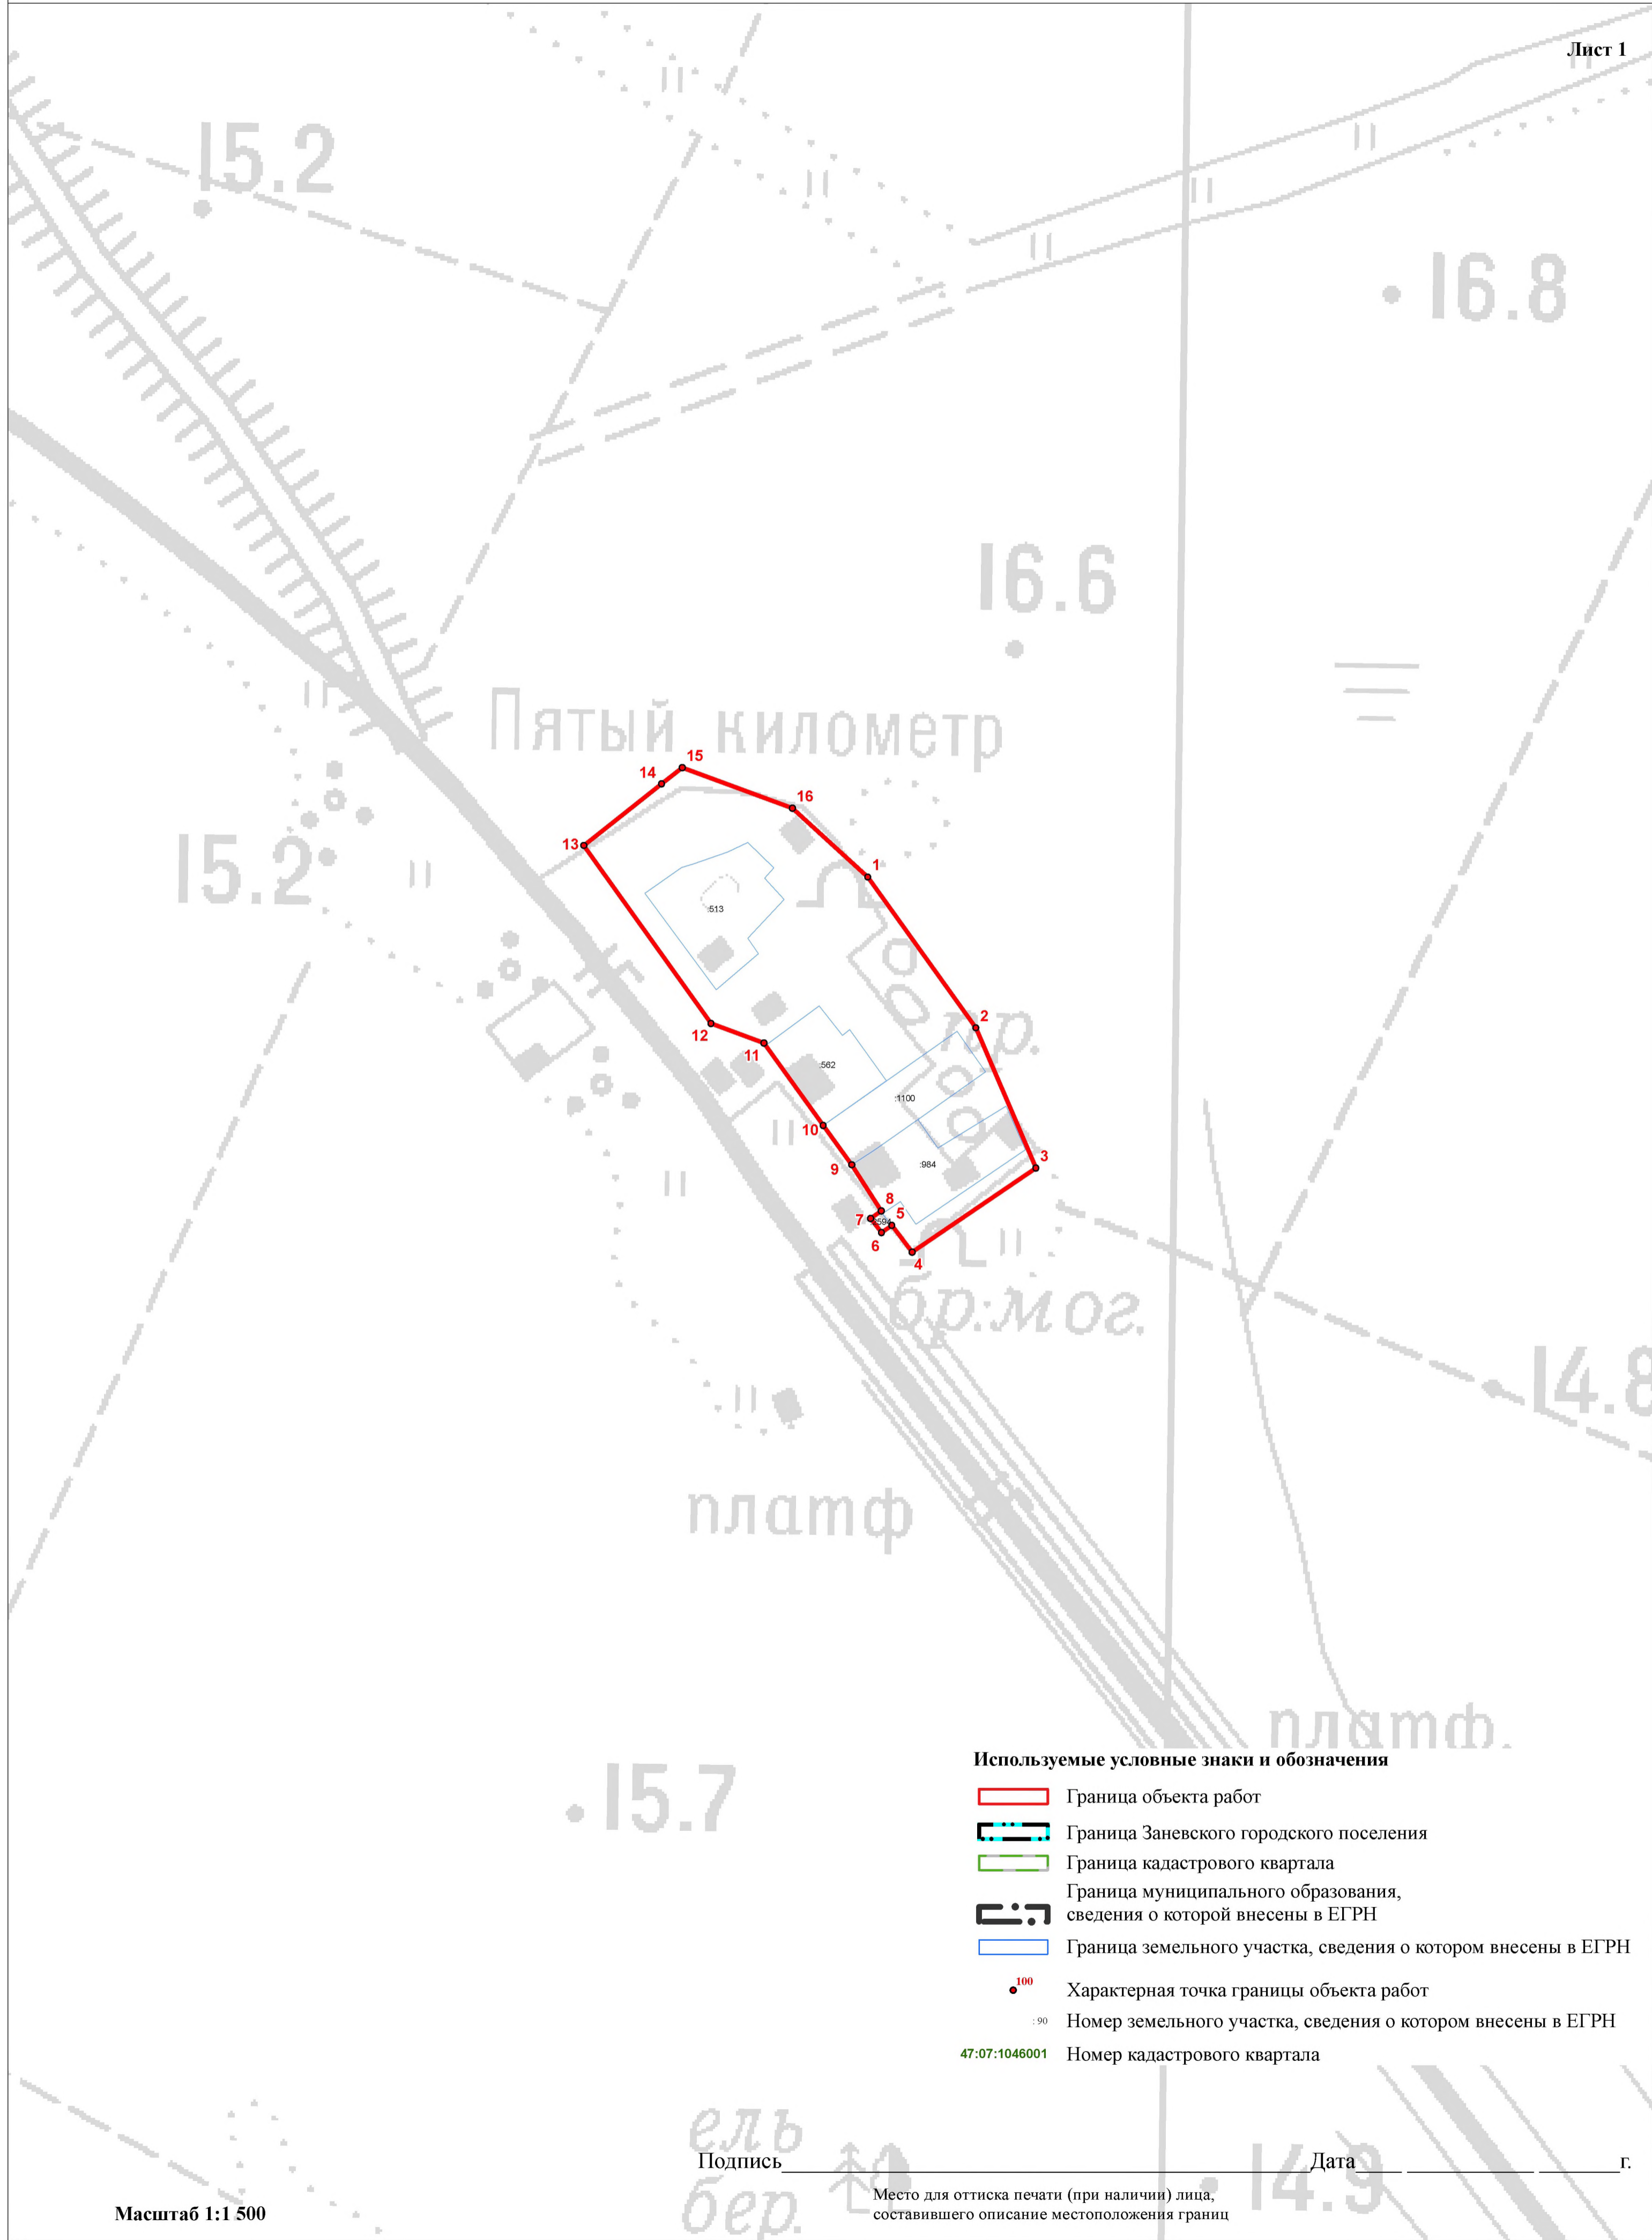 Лист 1
15.2
16.8
16.6
Пятый километр
15
14
16
13
15.2
1
:513
2
пр.
12
11
:562
:1100
10
3
9
:984
8
5
7
6
4
бр.мог.
14.8
платф
платф.
15.7
Используемые условные знаки и обозначения
Граница объекта работ
Граница Заневского городского поселения
Граница кадастрового квартала
Граница муниципального образования,
сведения о которой внесены в ЕГРН
Граница земельного участка, сведения о котором внесены в ЕГРН
100 Характерная точка границы объекта работ
: 90 Номер земельного участка, сведения о котором внесены в ЕГРН
47:07:1046001 Номер кадастрового квартала
ель
бер.
14.9
Подпись Дата г.
Место для оттиска печати (при наличии) лица,
составившего описание местоположения границ
Масштаб 1:1 500